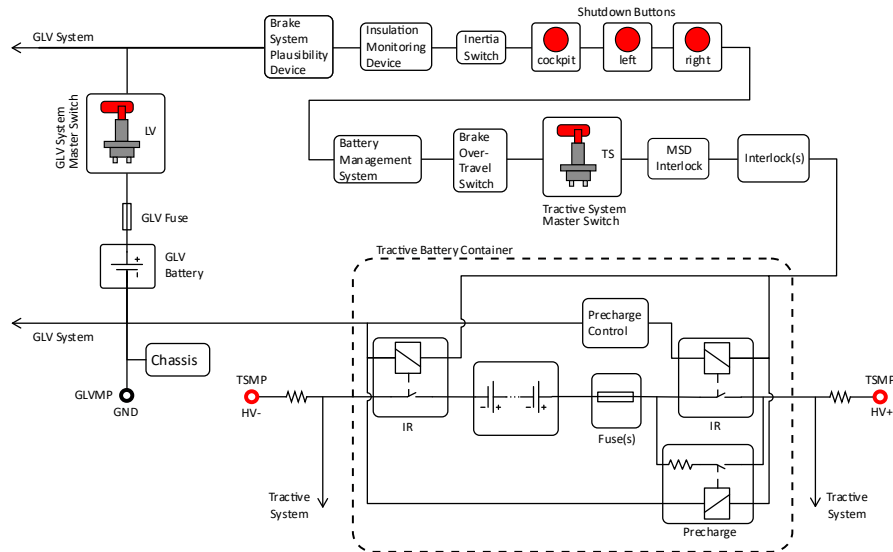 Shutdown Buttons
GLV System
Brake
System
Plausibility
Device
Insulation
Monitoring
Device
Inertia
Switch
cockpit
left
right
GLV System
Master Switch
LV
Battery
Management
System
Brake
Over-
Travel
Switch
TS
MSD
Interlock
Interlock(s)
Tractive System
Master Switch
GLV Fuse
Tractive Battery Container
GLV
Battery
+
-
Precharge
Control
GLV System
Chassis
GLVMP
GND
TSMP
HV-
IR
-
+
-
+
Fuse(s)
IR
TSMP
HV+
Tractive
System
Precharge
Tractive
System